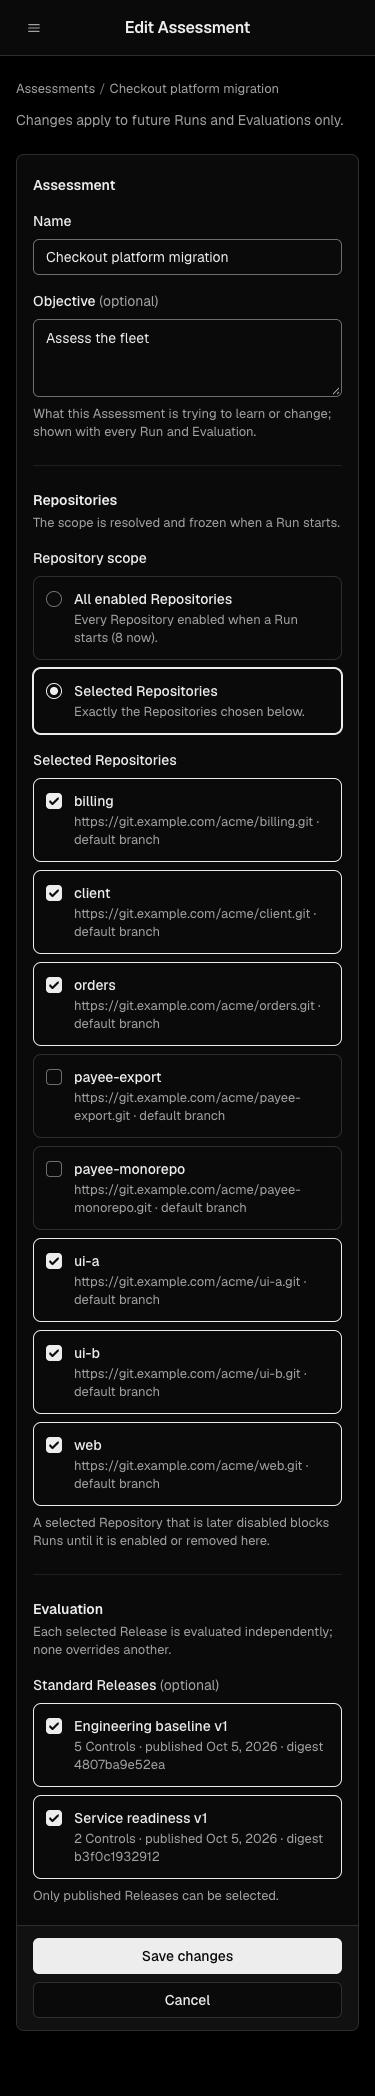 Edit Assessment
Assessments / Checkout platform migration
Changes apply to future Runs and Evaluations only.
Assessment
Name
Checkout platform migration
Objective (optional)
Assess the fleet
What this Assessment is trying to learn or change;
shown with every Run and Evaluation.
Repositories
The scope is resolved and frozen when a Run starts.
Repository scope
All enabled Repositories
Every Repository enabled when a Run
starts (8 now).
Selected Repositories
Exactly the Repositories chosen below.
Selected Repositories
billing
https://git.example.com/acme/billing.git ·
default branch
client
https://git.example.com/acme/client.git ·
default branch
orders
https://git.example.com/acme/orders.git ·
default branch
payee-export
https://git.example.com/acme/payee-
export.git · default branch
payee-monorepo
https://git.example.com/acme/payee-
monorepo.git · default branch
ui-a
https://git.example.com/acme/ui-a.git ·
default branch
ui-b
https://git.example.com/acme/ui-b.git ·
default branch
web
https://git.example.com/acme/web.git ·
default branch
A selected Repository that is later disabled blocks
Runs until it is enabled or removed here.
Evaluation
Each selected Release is evaluated independently;
none overrides another.
Standard Releases (optional)
Engineering baseline v1
5 Controls · published Oct 5, 2026 · digest
4807ba9e52ea
Service readiness v1
2 Controls · published Oct 5, 2026 · digest
b3f0c1932912
Only published Releases can be selected.
Save changes
Cancel